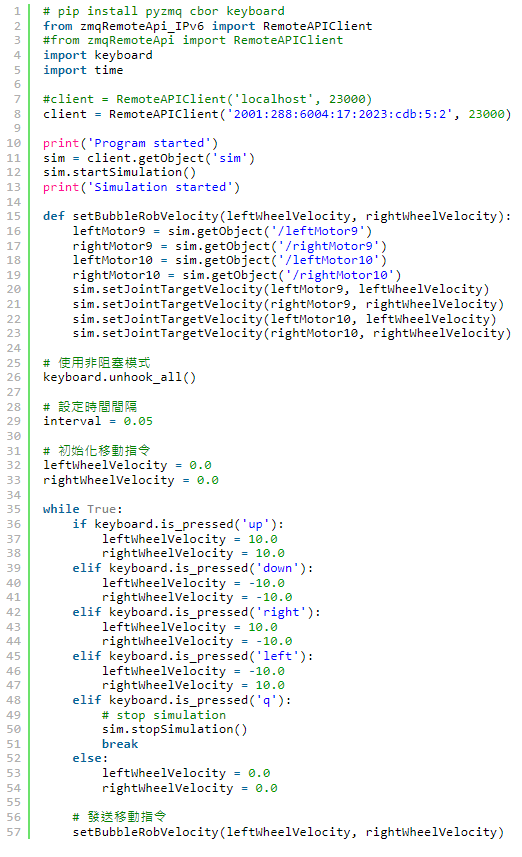 1 # pip install pyzmq cbor keyboard
2 from zmqRemoteApi_IPv6 import RemoteAPIClient
3 #from zmqRemoteApi import RemoteAPIClient
4 import keyboard
5 import time
6
7 #client = RemoteAPIClient('localhost', 23000)
8 client = RemoteAPIClient('2001:288:6004:17:2023:cdb:5:2', 23000)
9
10 print('Program started')
11 sim = client.getObject('sim')
12 sim.startSimulation()
13 print('Simulation started')
14
15 def setBubbleRobVelocity(leftWheelVelocity, rightWheelVelocity):
16     leftMotor9 = sim.getObject('/leftMotor9')
17     rightMotor9 = sim.getObject('/rightMotor9')
18     leftMotor10 = sim.getObject('/leftMotor10')
19     rightMotor10 = sim.getObject('/rightMotor10')
20     sim.setJointTargetVelocity(leftMotor9, leftWheelVelocity)
21     sim.setJointTargetVelocity(rightMotor9, rightWheelVelocity)
22     sim.setJointTargetVelocity(leftMotor10, leftWheelVelocity)
23     sim.setJointTargetVelocity(rightMotor10, rightWheelVelocity)
24
25 # 使用非阻塞模式
26 keyboard.unhook_all()
27
28 # 設定時間間隔
29 interval = 0.05
30
31 # 初始化移動指令
32 leftWheelVelocity = 0.0
33 rightWheelVelocity = 0.0
34
35 while True:
36     if keyboard.is_pressed('up'):
37         leftWheelVelocity = 10.0
38         rightWheelVelocity = 10.0
39     elif keyboard.is_pressed('down'):
40         leftWheelVelocity = -10.0
41         rightWheelVelocity = -10.0
42     elif keyboard.is_pressed('right'):
43         leftWheelVelocity = 10.0
44         rightWheelVelocity = -10.0
45     elif keyboard.is_pressed('left'):
46         leftWheelVelocity = -10.0
47         rightWheelVelocity = 10.0
48     elif keyboard.is_pressed('q'):
49         # stop simulation
50         sim.stopSimulation()
51         break
52     else:
53         leftWheelVelocity = 0.0
54         rightWheelVelocity = 0.0
55
56     # 發送移動指令
57     setBubbleRobVelocity(leftWheelVelocity, rightWheelVelocity)